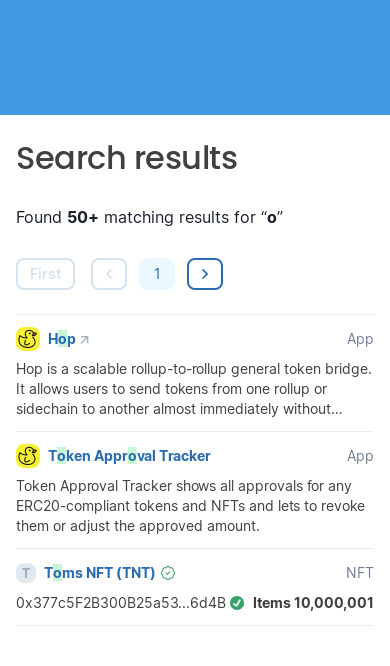 Search results
Found 50+ matching results for “o”
First 1
Hop App
Hop is a scalable rollup-to-rollup general token bridge.
It allows users to send tokens from one rollup or
sidechain to another almost immediately without...
Token Approval Tracker App
Token Approval Tracker shows all approvals for any
ERC20-compliant tokens and NFTs and lets to revoke
them or adjust the approved amount.
T Toms NFT (TNT) NFT
0x377c5F2B300B25a53...6d4B Items 10,000,001